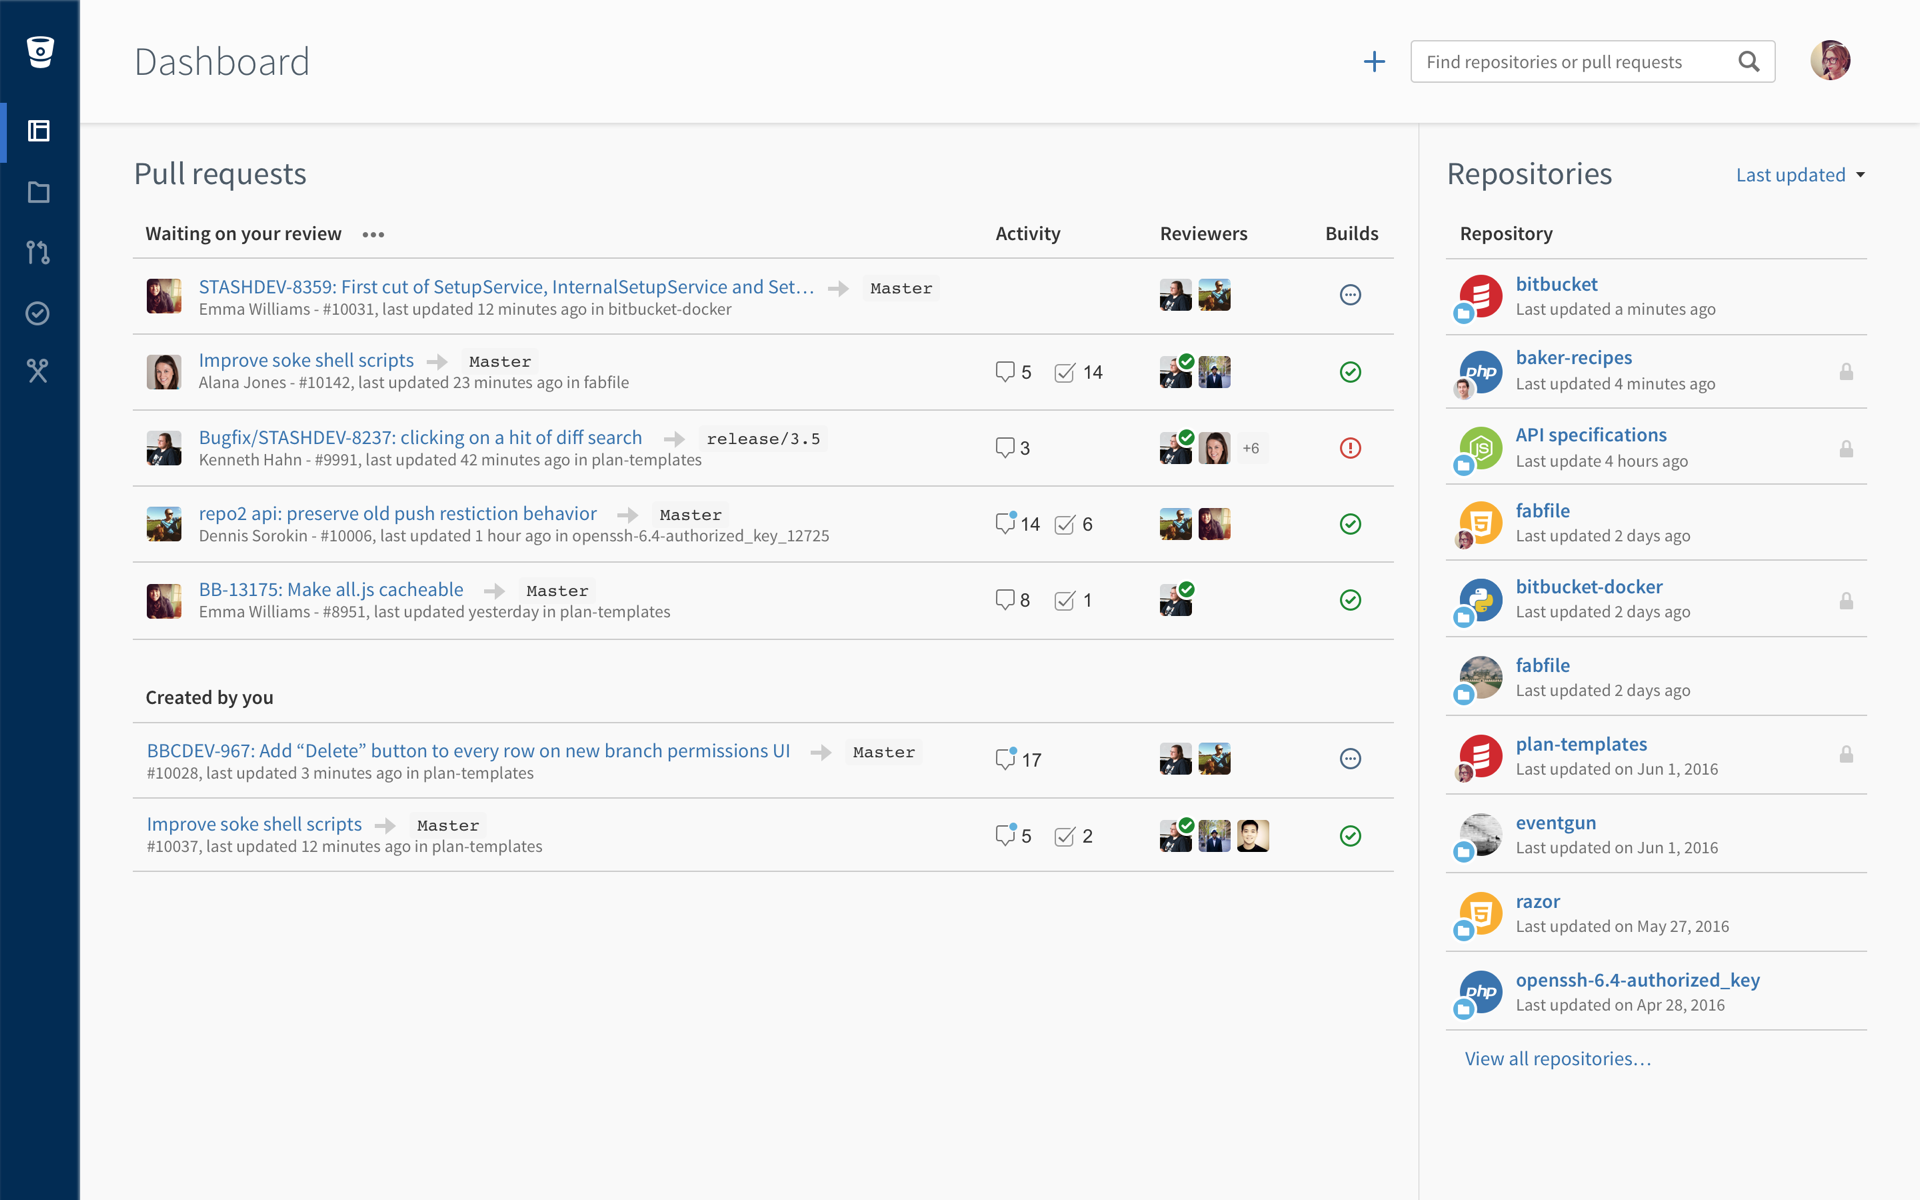 Dashboard
Find repositories or pull requests
Pull requests
Waiting on your review
Activity
Reviewers
Builds
STASHDEV-8359: First cut of SetupService, InternalSetupService and Set… Master
Emma Williams - #10031, last updated 12 minutes ago in bitbucket-docker
Improve soke shell scripts Master
Alana Jones - #10142, last updated 23 minutes ago in fabfile
5 14
Bugfix/STASHDEV-8237: clicking on a hit of diff search release/3.5
Kenneth Hahn - #9991, last updated 42 minutes ago in plan-templates
3 +6
repo2 api: preserve old push restiction behavior Master
Dennis Sorokin - #10006, last updated 1 hour ago in openssh-6.4-authorized_key_12725
14 6
BB-13175: Make all.js cacheable Master
Emma Williams - #8951, last updated yesterday in plan-templates
8 1
Created by you
BBCDEV-967: Add “Delete” button to every row on new branch permissions UI Master
#10028, last updated 3 minutes ago in plan-templates
17
Improve soke shell scripts Master
#10037, last updated 12 minutes ago in plan-templates
5 2
Repositories
Last updated
Repository
bitbucket
Last updated a minutes ago
php
baker-recipes
Last updated 4 minutes ago
JS
API specifications
Last update 4 hours ago
5
fabfile
Last updated 2 days ago
bitbucket-docker
Last updated 2 days ago
fabfile
Last updated 2 days ago
plan-templates
Last updated on Jun 1, 2016
eventgun
Last updated on Jun 1, 2016
5
razor
Last updated on May 27, 2016
php
openssh-6.4-authorized_key
Last updated on Apr 28, 2016
View all repositories…